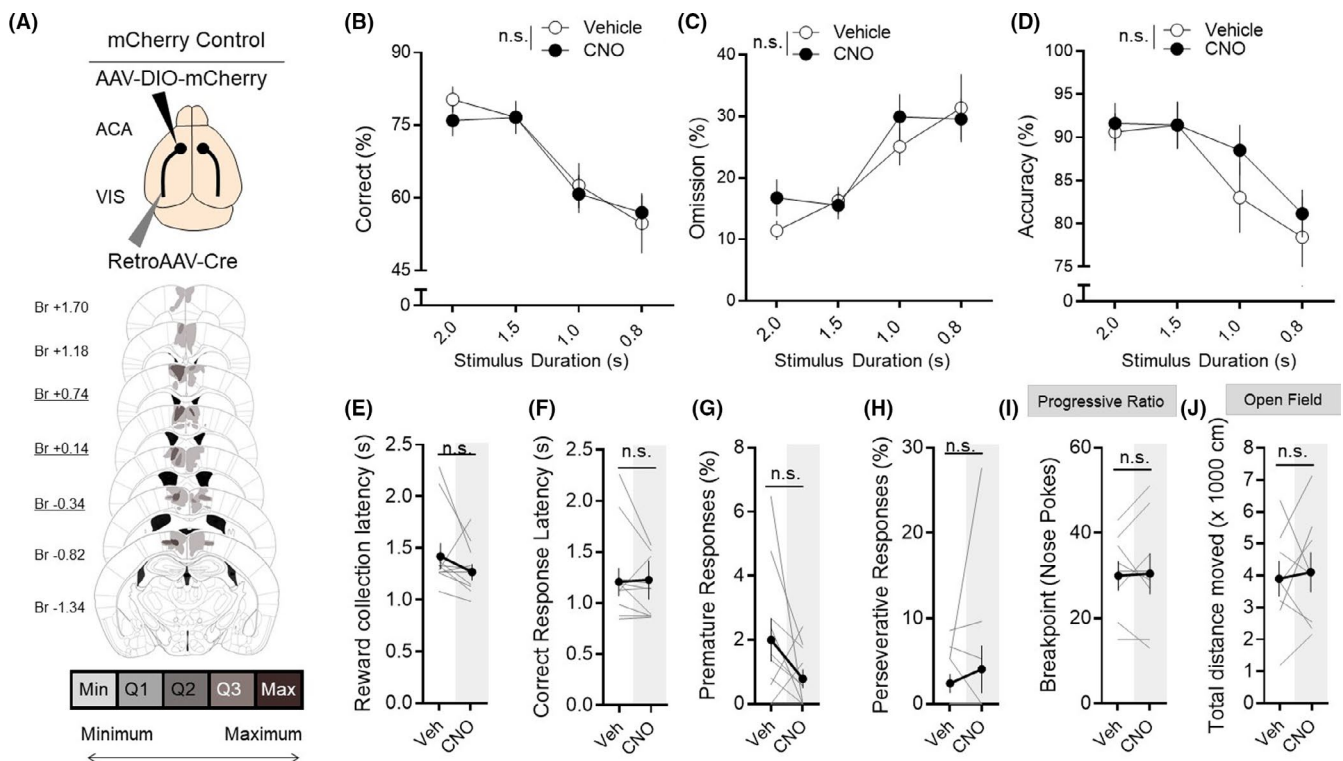 (A)
mCherry Control
AAV-DIO-mCherry
ACA
VIS
RetroAAV-Cre
Br +1.70
Br +1.18
Br +0.74
Br +0.14
Br -0.34
Br -0.82
Br -1.34
Min Q1 Q2 Q3 Max
Minimum Maximum
(B)
n.s.
Vehicle
CNO
Correct (%)
90
75
60
45
0
2.0 1.5 1.0 0.8
Stimulus Duration (s)
(C)
n.s.
Vehicle
CNO
Omission (%)
40
30
20
10
0
2.0 1.5 1.0 0.8
Stimulus Duration (s)
(D)
n.s.
Vehicle
CNO
Accuracy (%)
100
95
90
85
80
75
0
2.0 1.5 1.0 0.8
Stimulus Duration (s)
(E)
Reward collection latency (s)
2.5
2.0
1.5
1.0
0.5
0.0
n.s.
Veh CNO
(F)
Correct Response Latency (s)
2.5
2.0
1.5
1.0
0.5
0.0
n.s.
Veh CNO
(G)
Premature Responses (%)
8
6
4
2
0
n.s.
Veh CNO
(H)
Perseverative Responses (%)
30
20
10
0
n.s.
Veh CNO
(I)
Progressive Ratio
Breakpoint (Nose Pokes)
60
40
20
0
n.s.
Veh CNO
(J)
Open Field
Total distance moved (x 1000 cm)
8
7
6
5
4
3
2
1
0
n.s.
Veh CNO